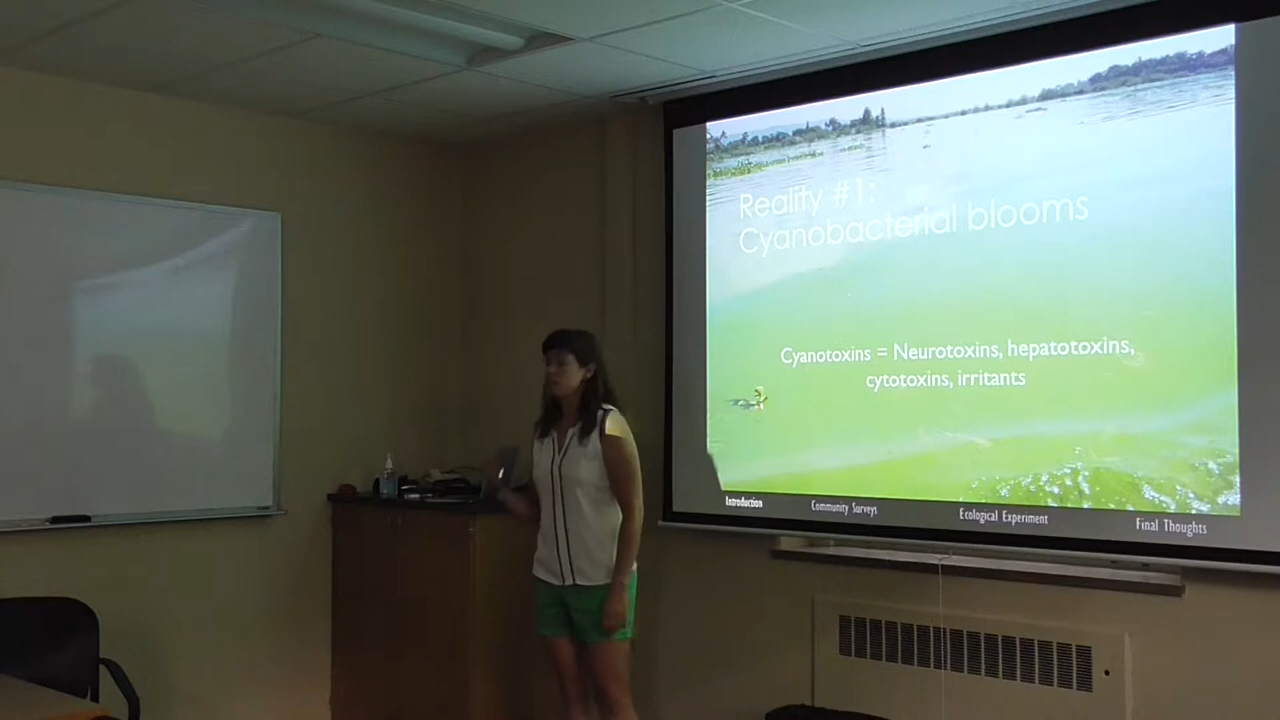 Reality #1:
Cyanobacterial blooms
Cyanotoxins = Neurotoxins, hepatotoxins,
cytotoxins, irritants
Introduction
Community Surveys
Ecological Experiment
Final Thoughts